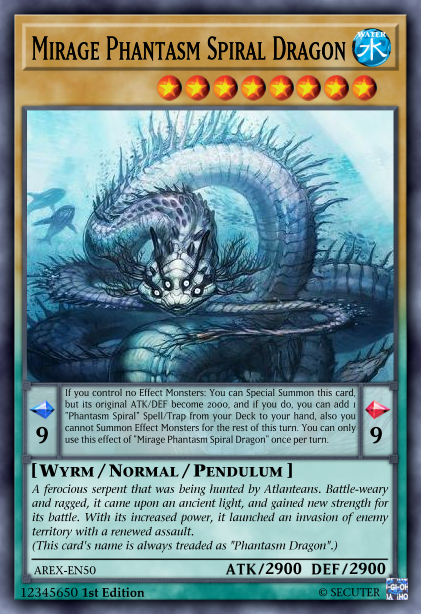 MIRAGE PHANTASM SPIRAL DRAGON
WATER
水
If you control no Effect Monsters: You can Special Summon this card,
but its original ATK/DEF become 2000, and if you do, you can add 1
"Phantasm Spiral" Spell/Trap from your Deck to your hand, also you
cannot Summon Effect Monsters for the rest of this turn. You can only
use this effect of "Mirage Phantasm Spiral Dragon" once per turn.
9
9
[ WYRM / NORMAL / PENDULUM ]
A ferocious serpent that was being hunted by Atlanteans. Battle-weary
and ragged, it came upon an ancient light, and gained new strength for
its battle. With its increased power, it launched an invasion of enemy
territory with a renewed assault.
(This card's name is always treaded as "Phantasm Dragon".)
AREX-EN50
ATK/2900 DEF/2900
12345650 1st Edition
© SECUTER